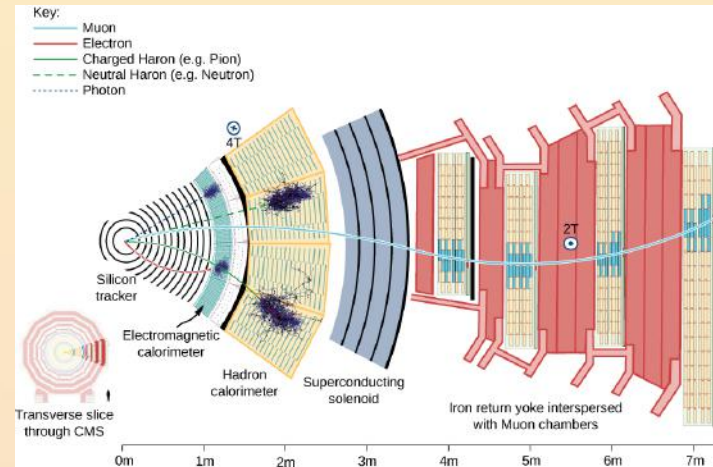 Key:
Muon
Electron
Charged Haron (e.g. Pion)
Neutral Haron (e.g. Neutron)
Photon
4T
2T
Silicon
tracker
Electromagnetic
calorimeter
Hadron
calorimeter
Superconducting
solenoid
Iron return yoke interspersed
with Muon chambers
Transverse slice
through CMS
0m 1m 2m 3m 4m 5m 6m 7m